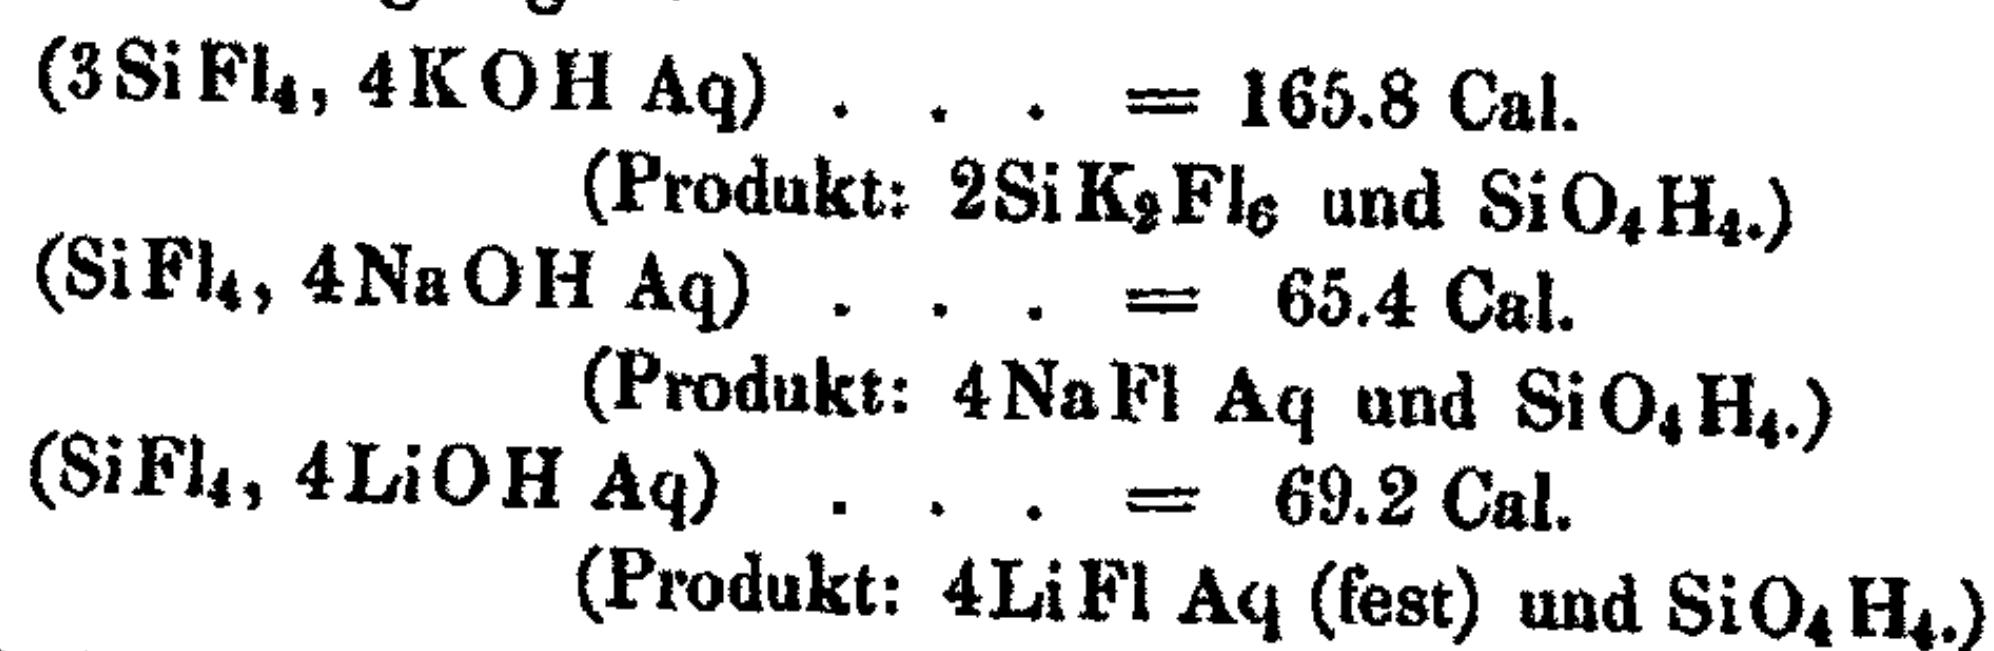 (3SiFl₄, 4KOH Aq) . . . = 165.8 Cal.
(Produkt: 2SiK₂Fl₆ und SiO₄H₄.)
(SiFl₄, 4NaOH Aq) . . . = 65.4 Cal.
(Produkt: 4NaFl Aq und SiO₄H₄.)
(SiFl₄, 4LiOH Aq) . . . = 69.2 Cal.
(Produkt: 4LiFl Aq (fest) und SiO₄H₄.)